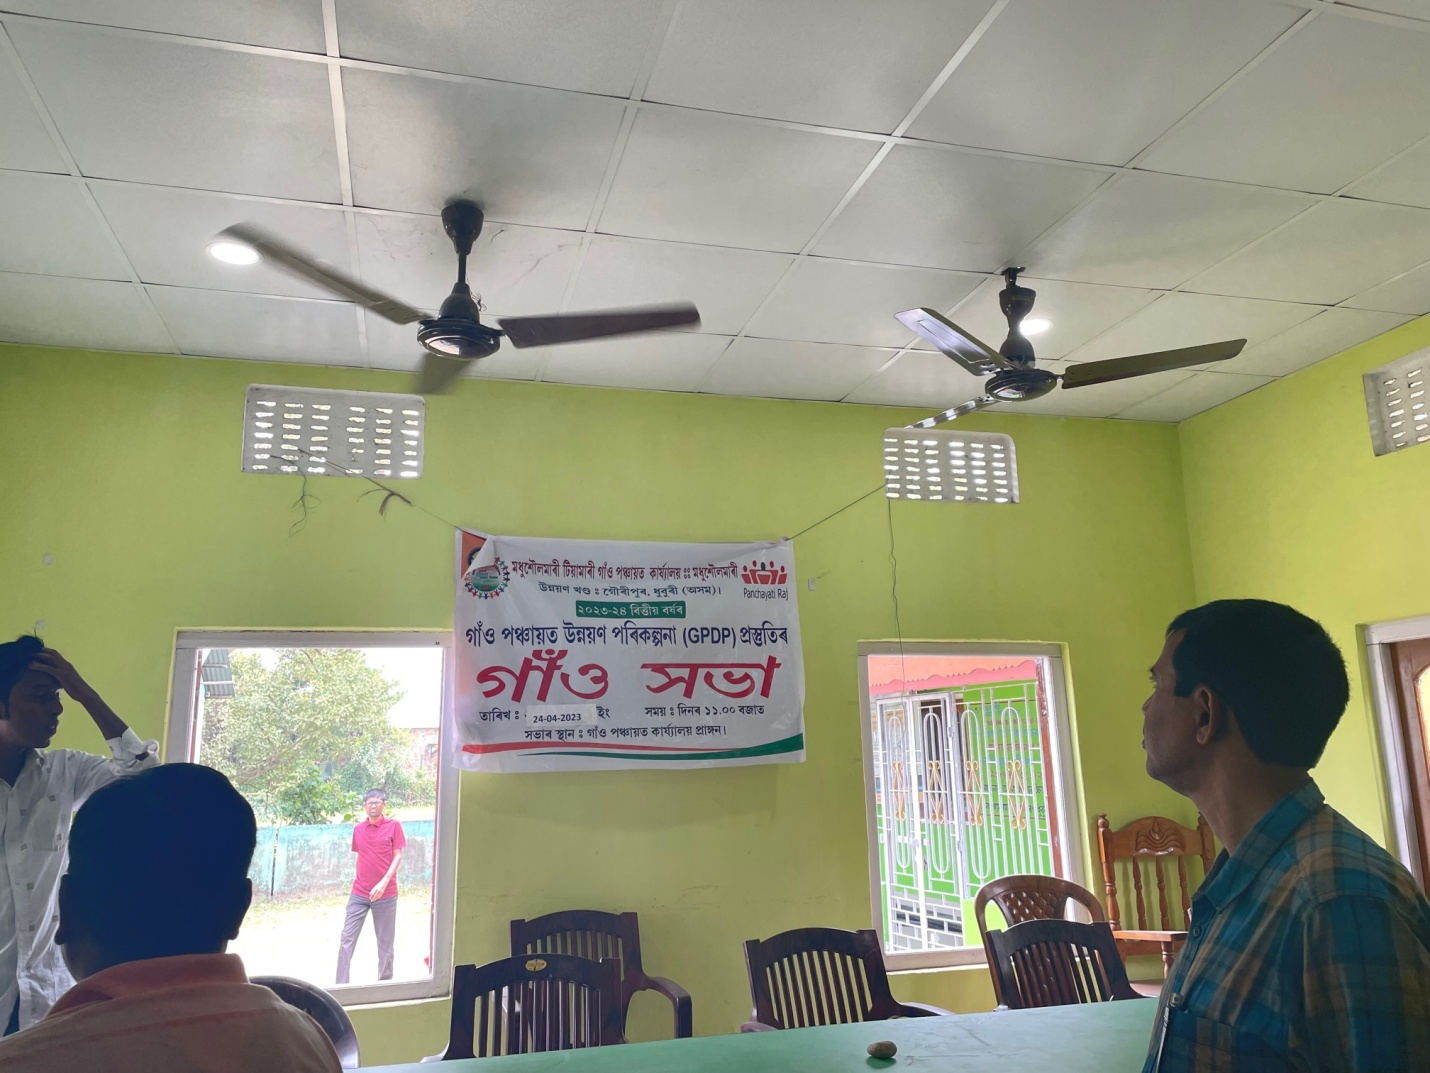 মধুশৌলমাৰী টিয়ামাৰী গাঁও পঞ্চায়ত কাৰ্য্যালয় ঃঃ মধুশৌলমাৰী
Panchayati Raj
উন্নয়ণ খণ্ড ঃ গৌৰীপুৰ, ধুবুৰী (অসম)।
২০২৩-২৪ বিত্তীয় বৰ্ষৰ
গাঁও পঞ্চায়ত উন্নয়ণ পৰিকল্পনা (GPDP) প্ৰস্তুতিৰ
গাঁও সভা
তাৰিখ ঃ 24-04-2023 ইং সময় ঃ দিনৰ ১১.০০ বজাত
সভাৰ স্থান ঃ গাঁও পঞ্চায়ত কাৰ্য্যালয় প্ৰাঙ্গন।